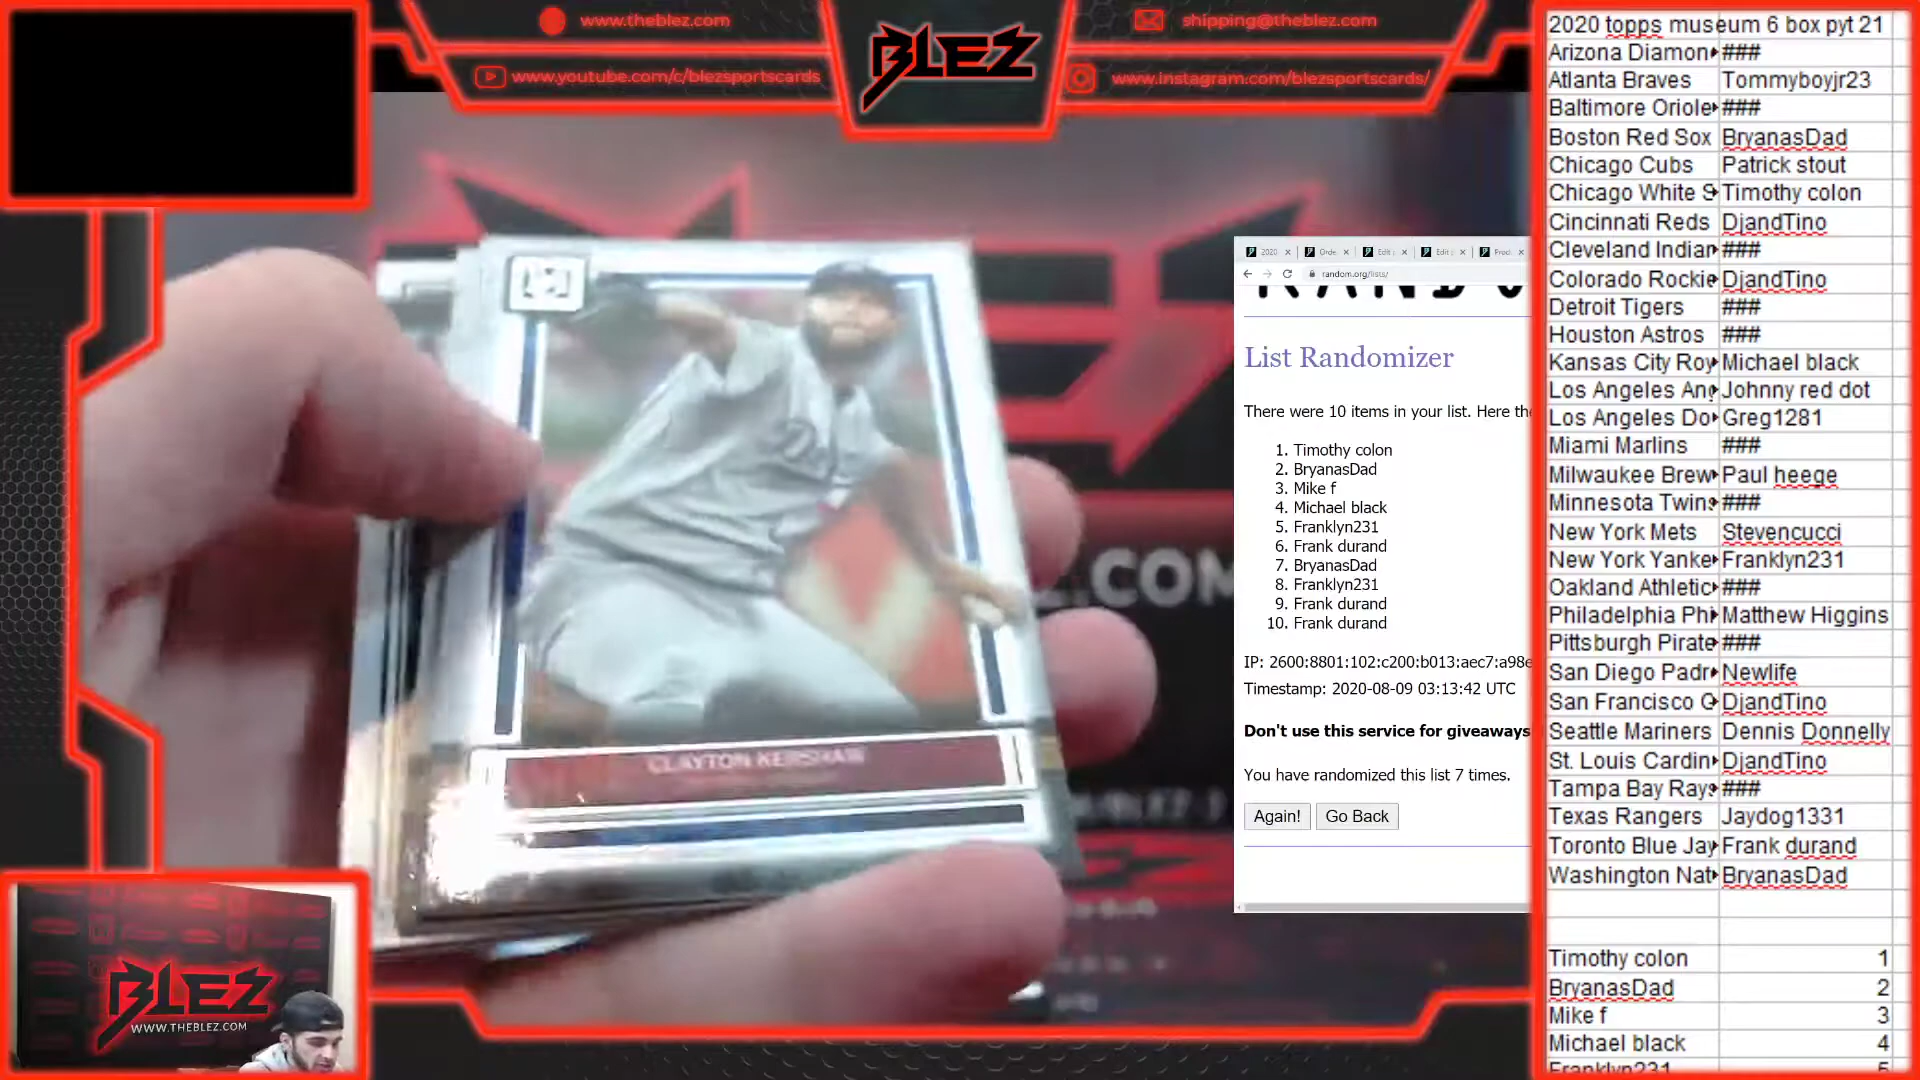 www.theblez.com
shipping@theblez.com
www.youtube.com/c/blezsportscards
www.instagram.com/blezsportscards/
BLEZ
CLAYTON KERSHAW
.COM
BLEZ
WWW.THEBLEZ.COM
random.org/lists/
List Randomizer
There were 10 items in your list. Here the
1. Timothy colon
2. BryanasDad
3. Mike f
4. Michael black
5. Franklyn231
6. Frank durand
7. BryanasDad
8. Franklyn231
9. Frank durand
10. Frank durand
IP: 2600:8801:102:c200:b013:aec7:a98e
Timestamp: 2020-08-09 03:13:42 UTC
Don't use this service for giveaways
You have randomized this list 7 times.
Again! Go Back
2020 topps museum 6 box pyt 21
Arizona Diamon ###
Atlanta Braves Tommyboyjr23
Baltimore Oriole ###
Boston Red Sox BryanasDad
Chicago Cubs Patrick stout
Chicago White S Timothy colon
Cincinnati Reds DjandTino
Cleveland Indian ###
Colorado Rockie DjandTino
Detroit Tigers ###
Houston Astros ###
Kansas City Roy Michael black
Los Angeles Ang Johnny red dot
Los Angeles Do Greg1281
Miami Marlins ###
Milwaukee Brew Paul heege
Minnesota Twins ###
New York Mets Stevencucci
New York Yanke Franklyn231
Oakland Athletic ###
Philadelphia Phi Matthew Higgins
Pittsburgh Pirate ###
San Diego Padr Newlife
San Francisco G DjandTino
Seattle Mariners Dennis Donnelly
St. Louis Cardin DjandTino
Tampa Bay Rays ###
Texas Rangers Jaydog1331
Toronto Blue Jay Frank durand
Washington Nat BryanasDad
Timothy colon 1
BryanasDad 2
Mike f 3
Michael black 4
Franklyn231 5